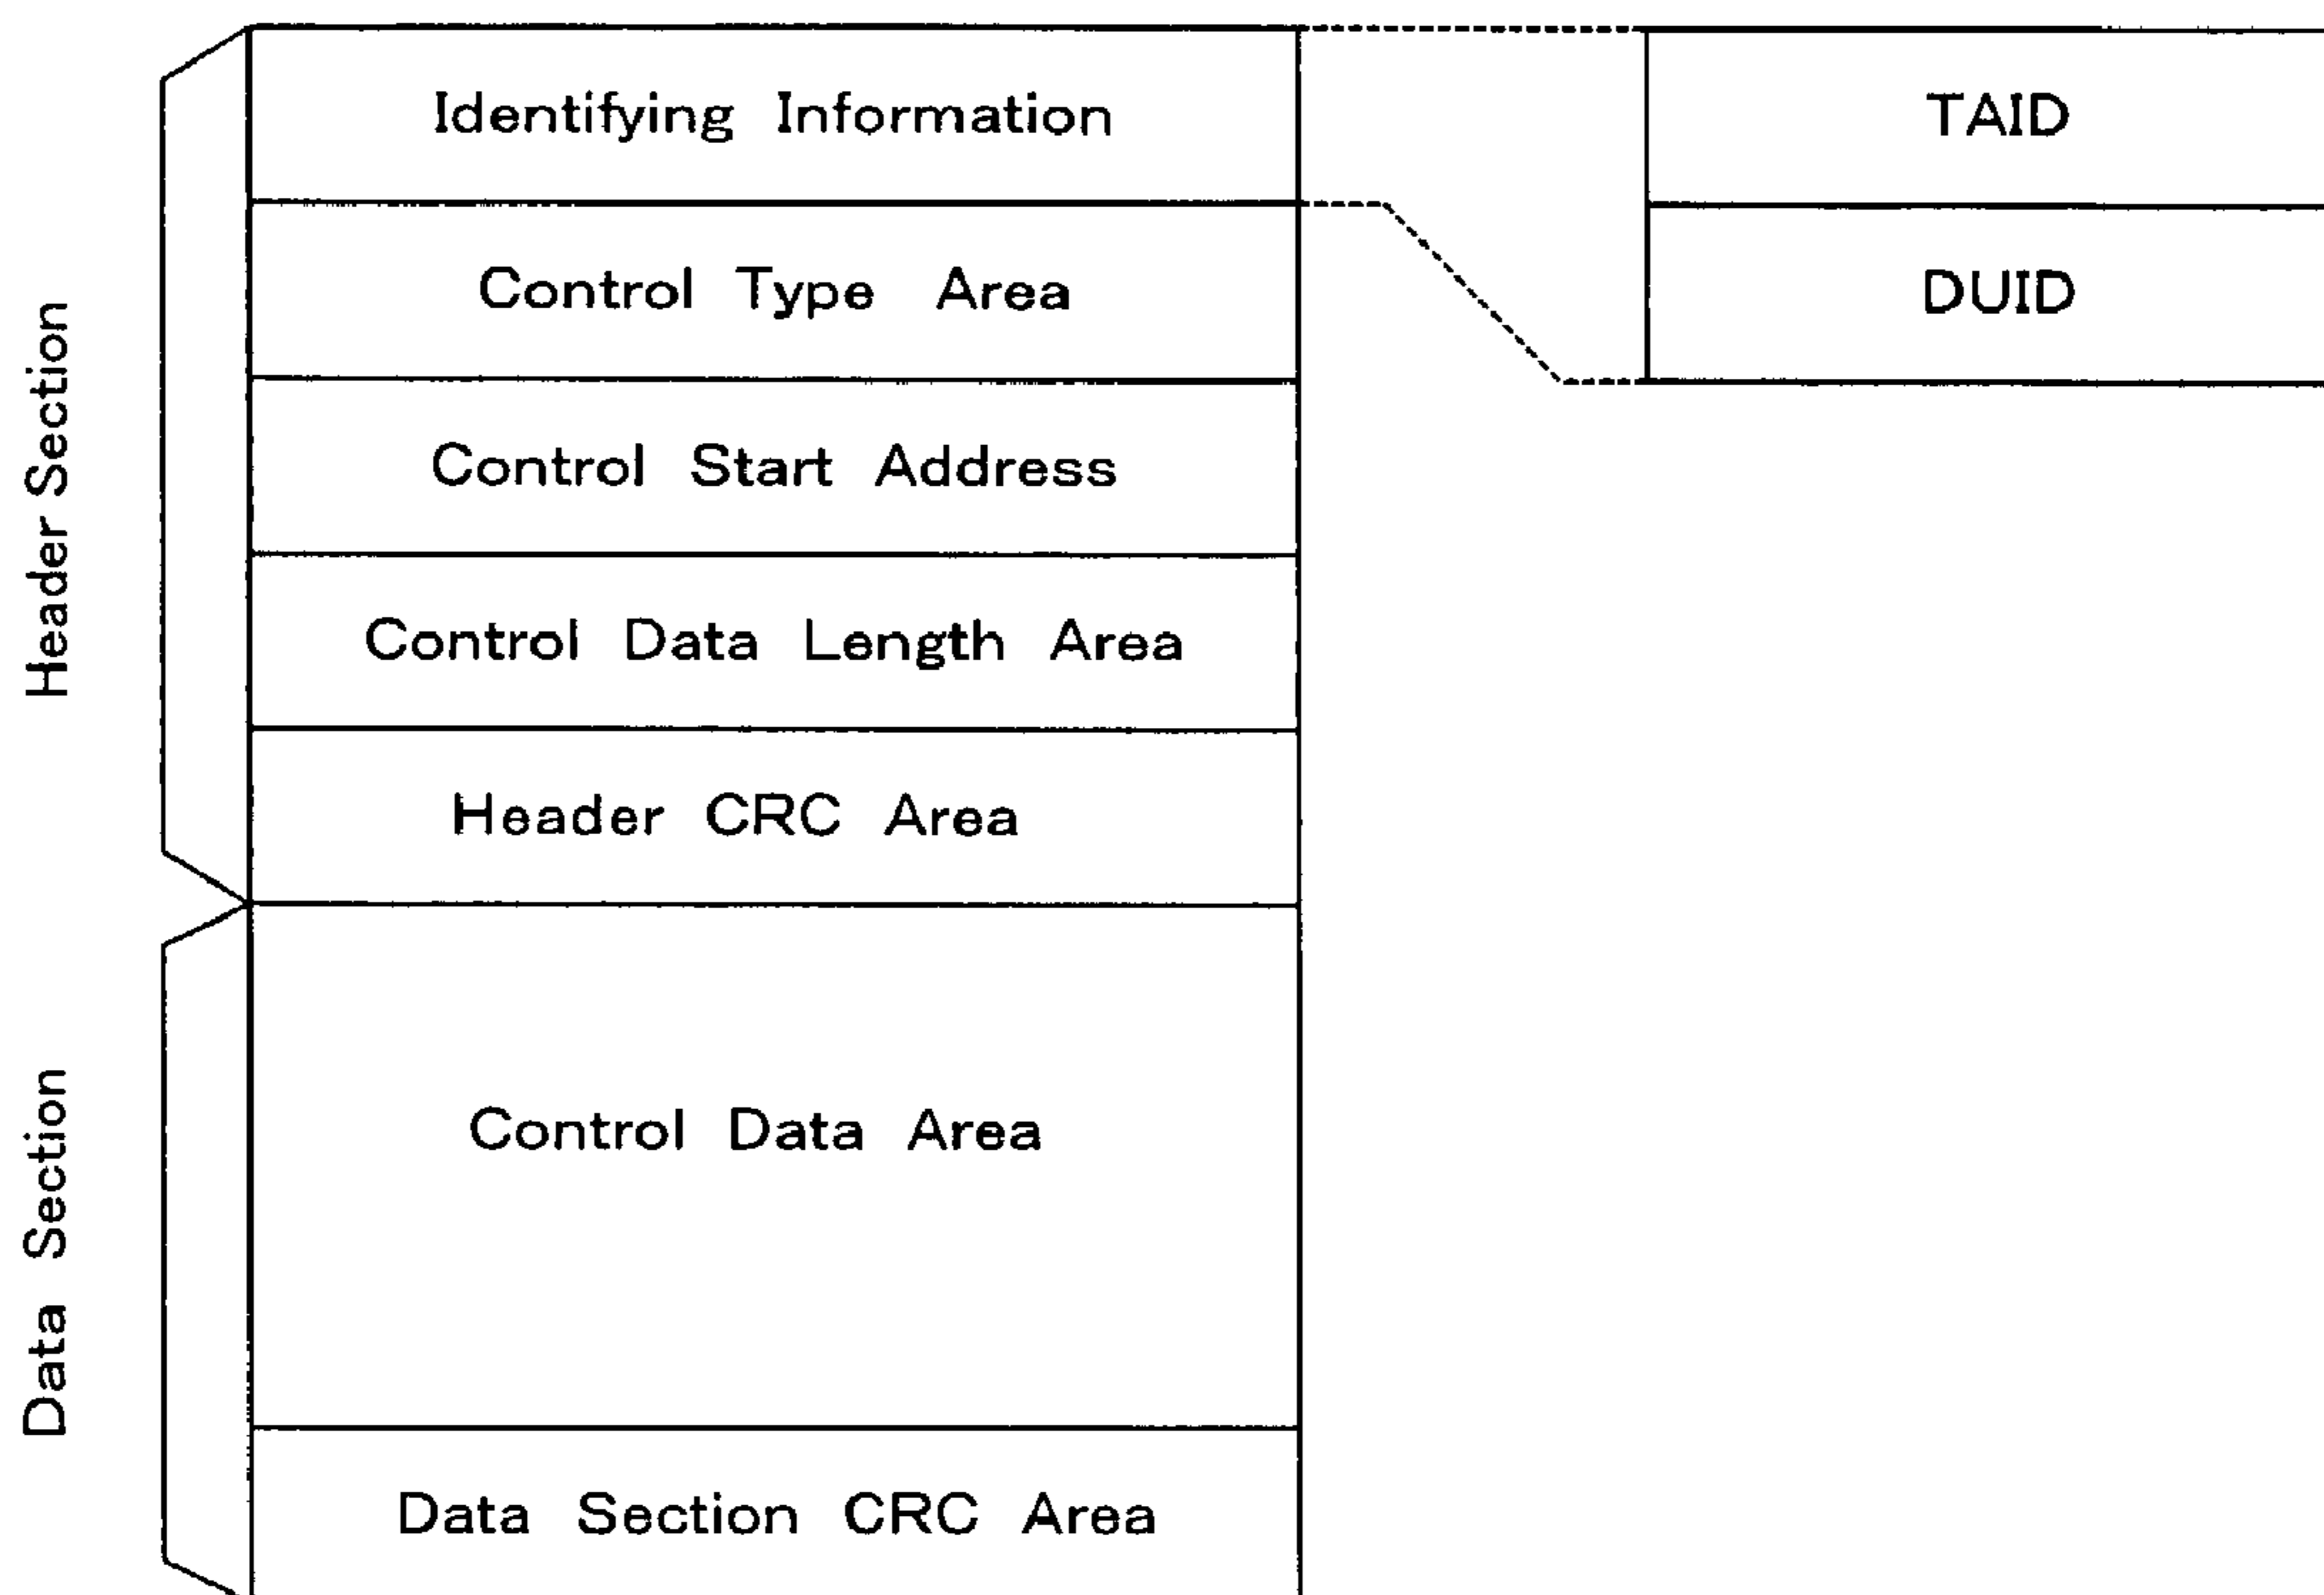 Header Section
Identifying Information
Control Type Area
Control Start Address
Control Data Length Area
Header CRC Area
Data Section
Control Data Area
Data Section CRC Area
TAID
DUID